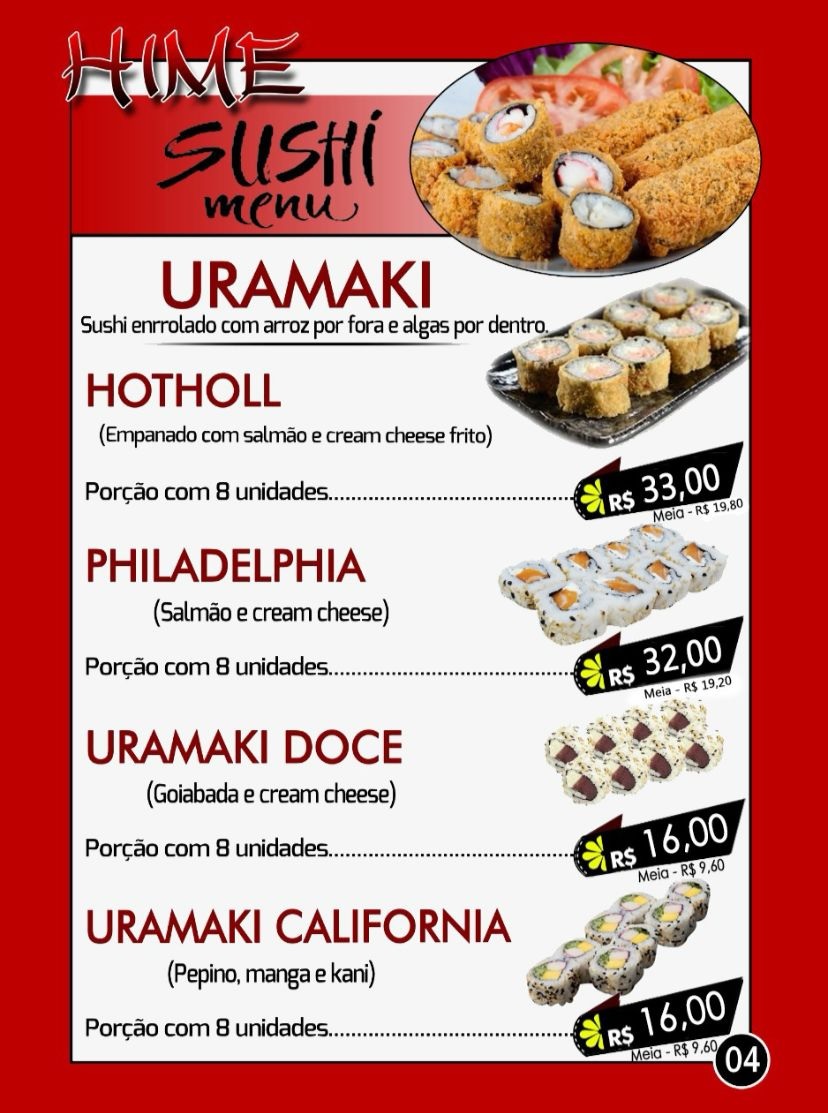 HIME
SUSHi
menu
URAMAKI
Sushi enrrolado com arroz por fora e algas por dentro.
HOTHOLL
(Empanado com salmão e cream cheese frito)
Porção com 8 unidades................................................ R$ 33,00
Meia - R$ 19,80
PHILADELPHIA
(Salmão e cream cheese)
Porção com 8 unidades................................................ R$ 32,00
Meia - R$ 19,20
URAMAKI DOCE
(Goiabada e cream cheese)
Porção com 8 unidades................................................ R$ 16,00
Meia - R$ 9,60
URAMAKI CALIFORNIA
(Pepino, manga e kani)
Porção com 8 unidades................................................ R$ 16,00
Meia - R$ 9,60
04